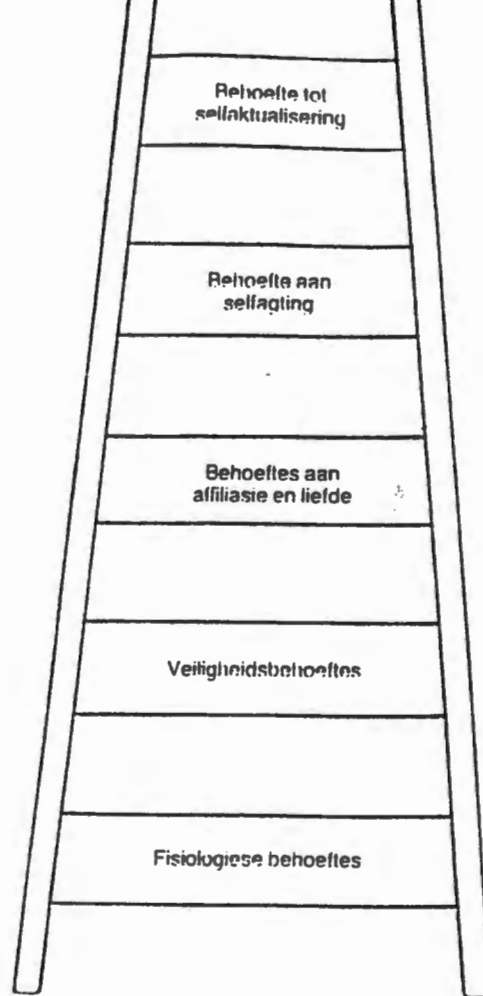 Behoefte tot
selfaktualisering
Behoefte aan
selfagting
Behoeftes aan
affiliasie en liefde
Veiligheidsbehoeftes
Fisiologiese behoeftes